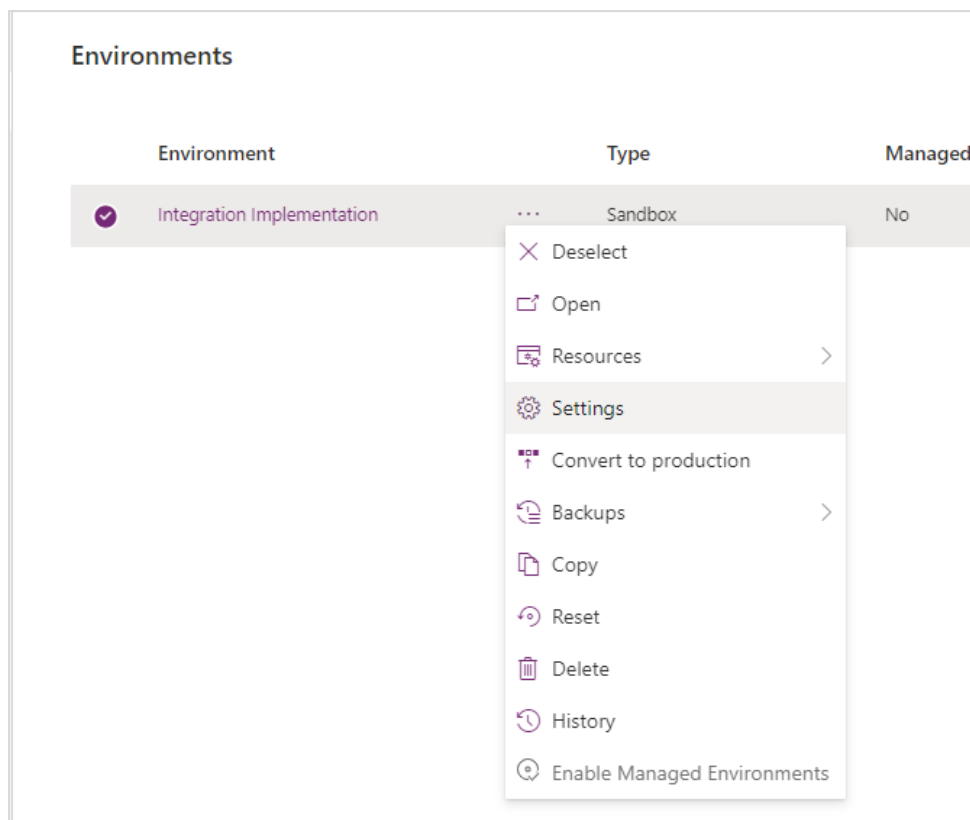 Environments
Environment Type Managed
Integration Implementation ... Sandbox No
Deselect
Open
Resources
Settings
Convert to production
Backups
Copy
Reset
Delete
History
Enable Managed Environments